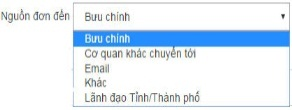 Nguồn đơn đến Bưu chính
Bưu chính
Cơ quan khác chuyển tới
Email
Khác
Lãnh đạo Tỉnh/Thành phố